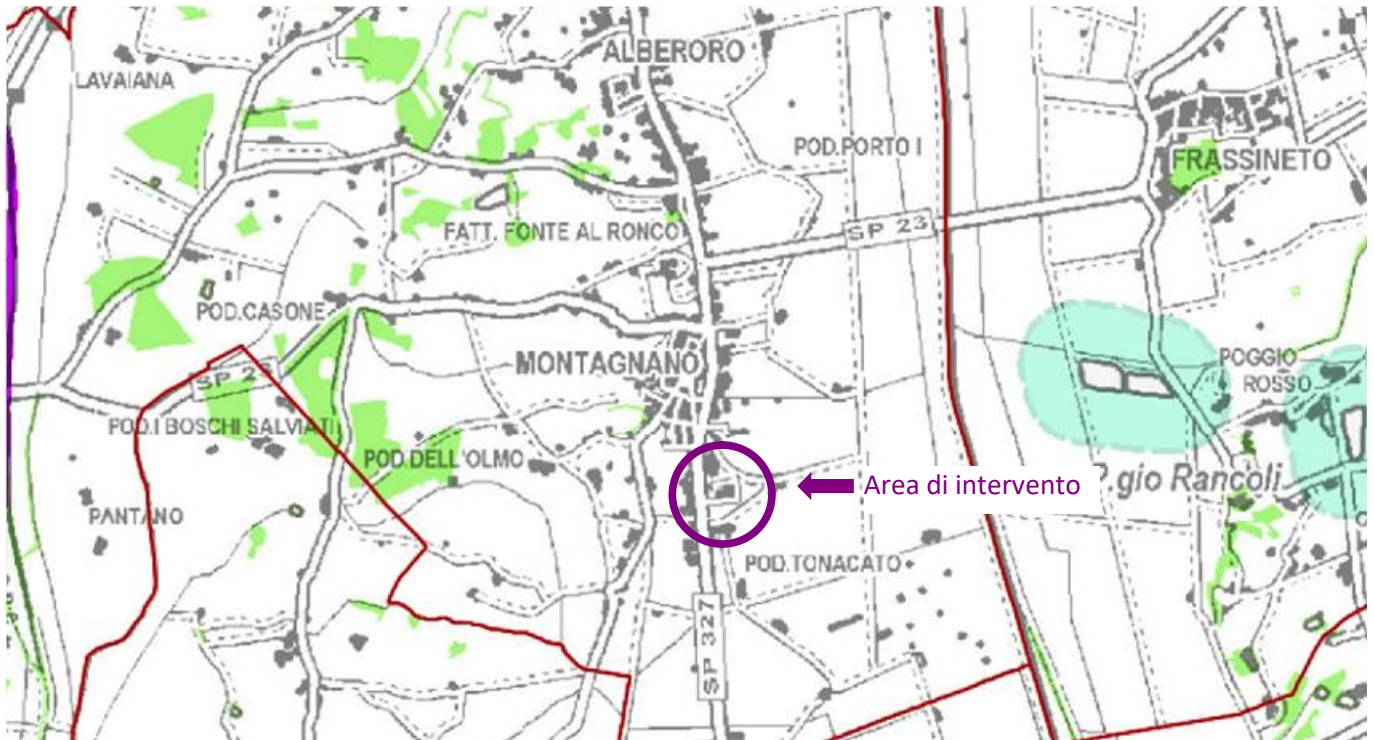 ALBERORO
LAVAIANA
POD.PORTO I
FRASSINETO
FATT. FONTE AL RONCO
SP 23
POD.CASONE
MONTAGNANO
POGGIO
ROSSO
SP 25
POD.I BOSCHI SALVIATI
POD.DELL'OLMO
Area di intervento
gio Rancoli
PANTANO
POD.TONACATO
SP 327